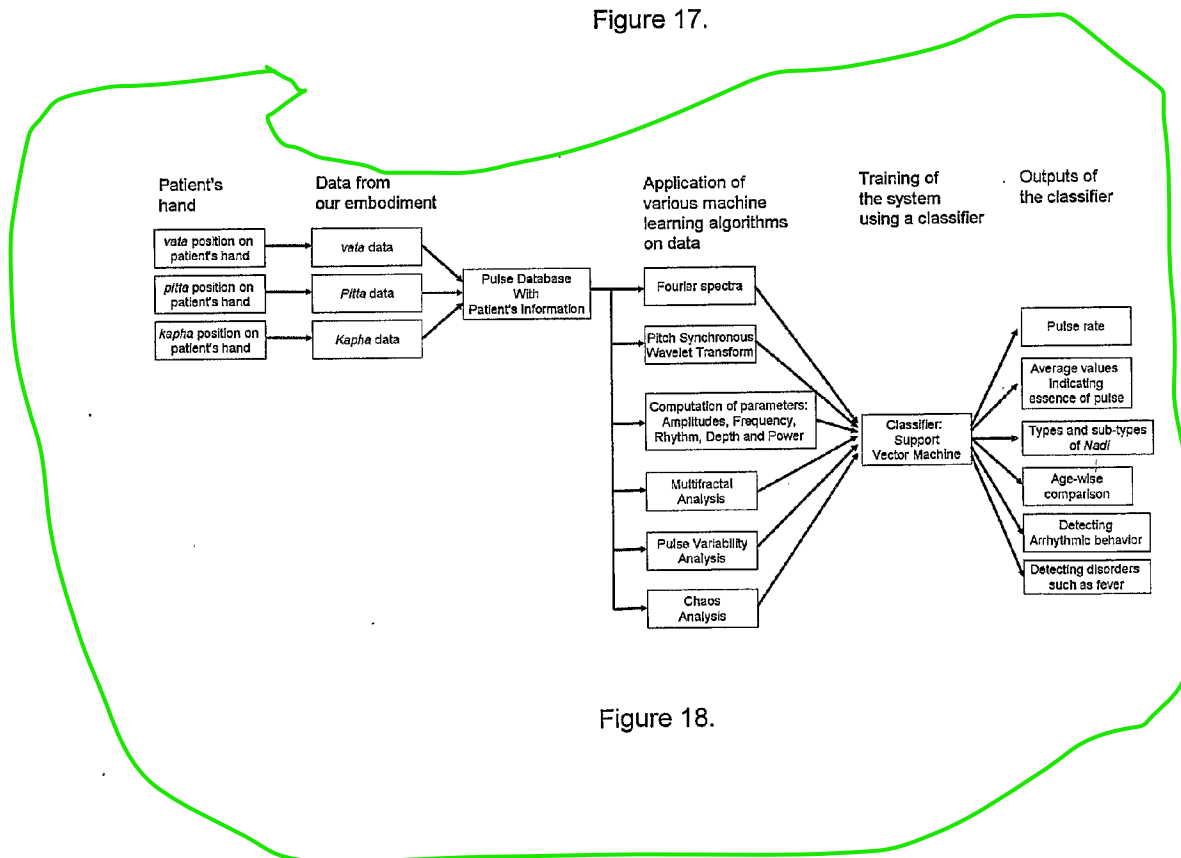 Figure 17.
Patient's
hand
Data from
our embodiment
Application of
various machine
learning algorithms
on data
Training of
the system
using a classifier
Outputs of
the classifier
vata position on
patient's hand
vata data
pitta position on
patient's hand
Pitta data
kapha position on
patient's hand
Kapha data
Pulse Database
With
Patient's Information
Fourier spectra
Pitch Synchronous
Wavelet Transform
Computation of parameters:
Amplitudes, Frequency,
Rhythm, Depth and Power
Multifractal
Analysis
Pulse Variability
Analysis
Chaos
Analysis
Classifier:
Support
Vector Machine
Pulse rate
Average values
indicating
essence of pulse
Types and sub-types
of Nadi
Age-wise
comparison
Detecting
Arrhythmic behavior
Detecting disorders
such as fever
Figure 18.